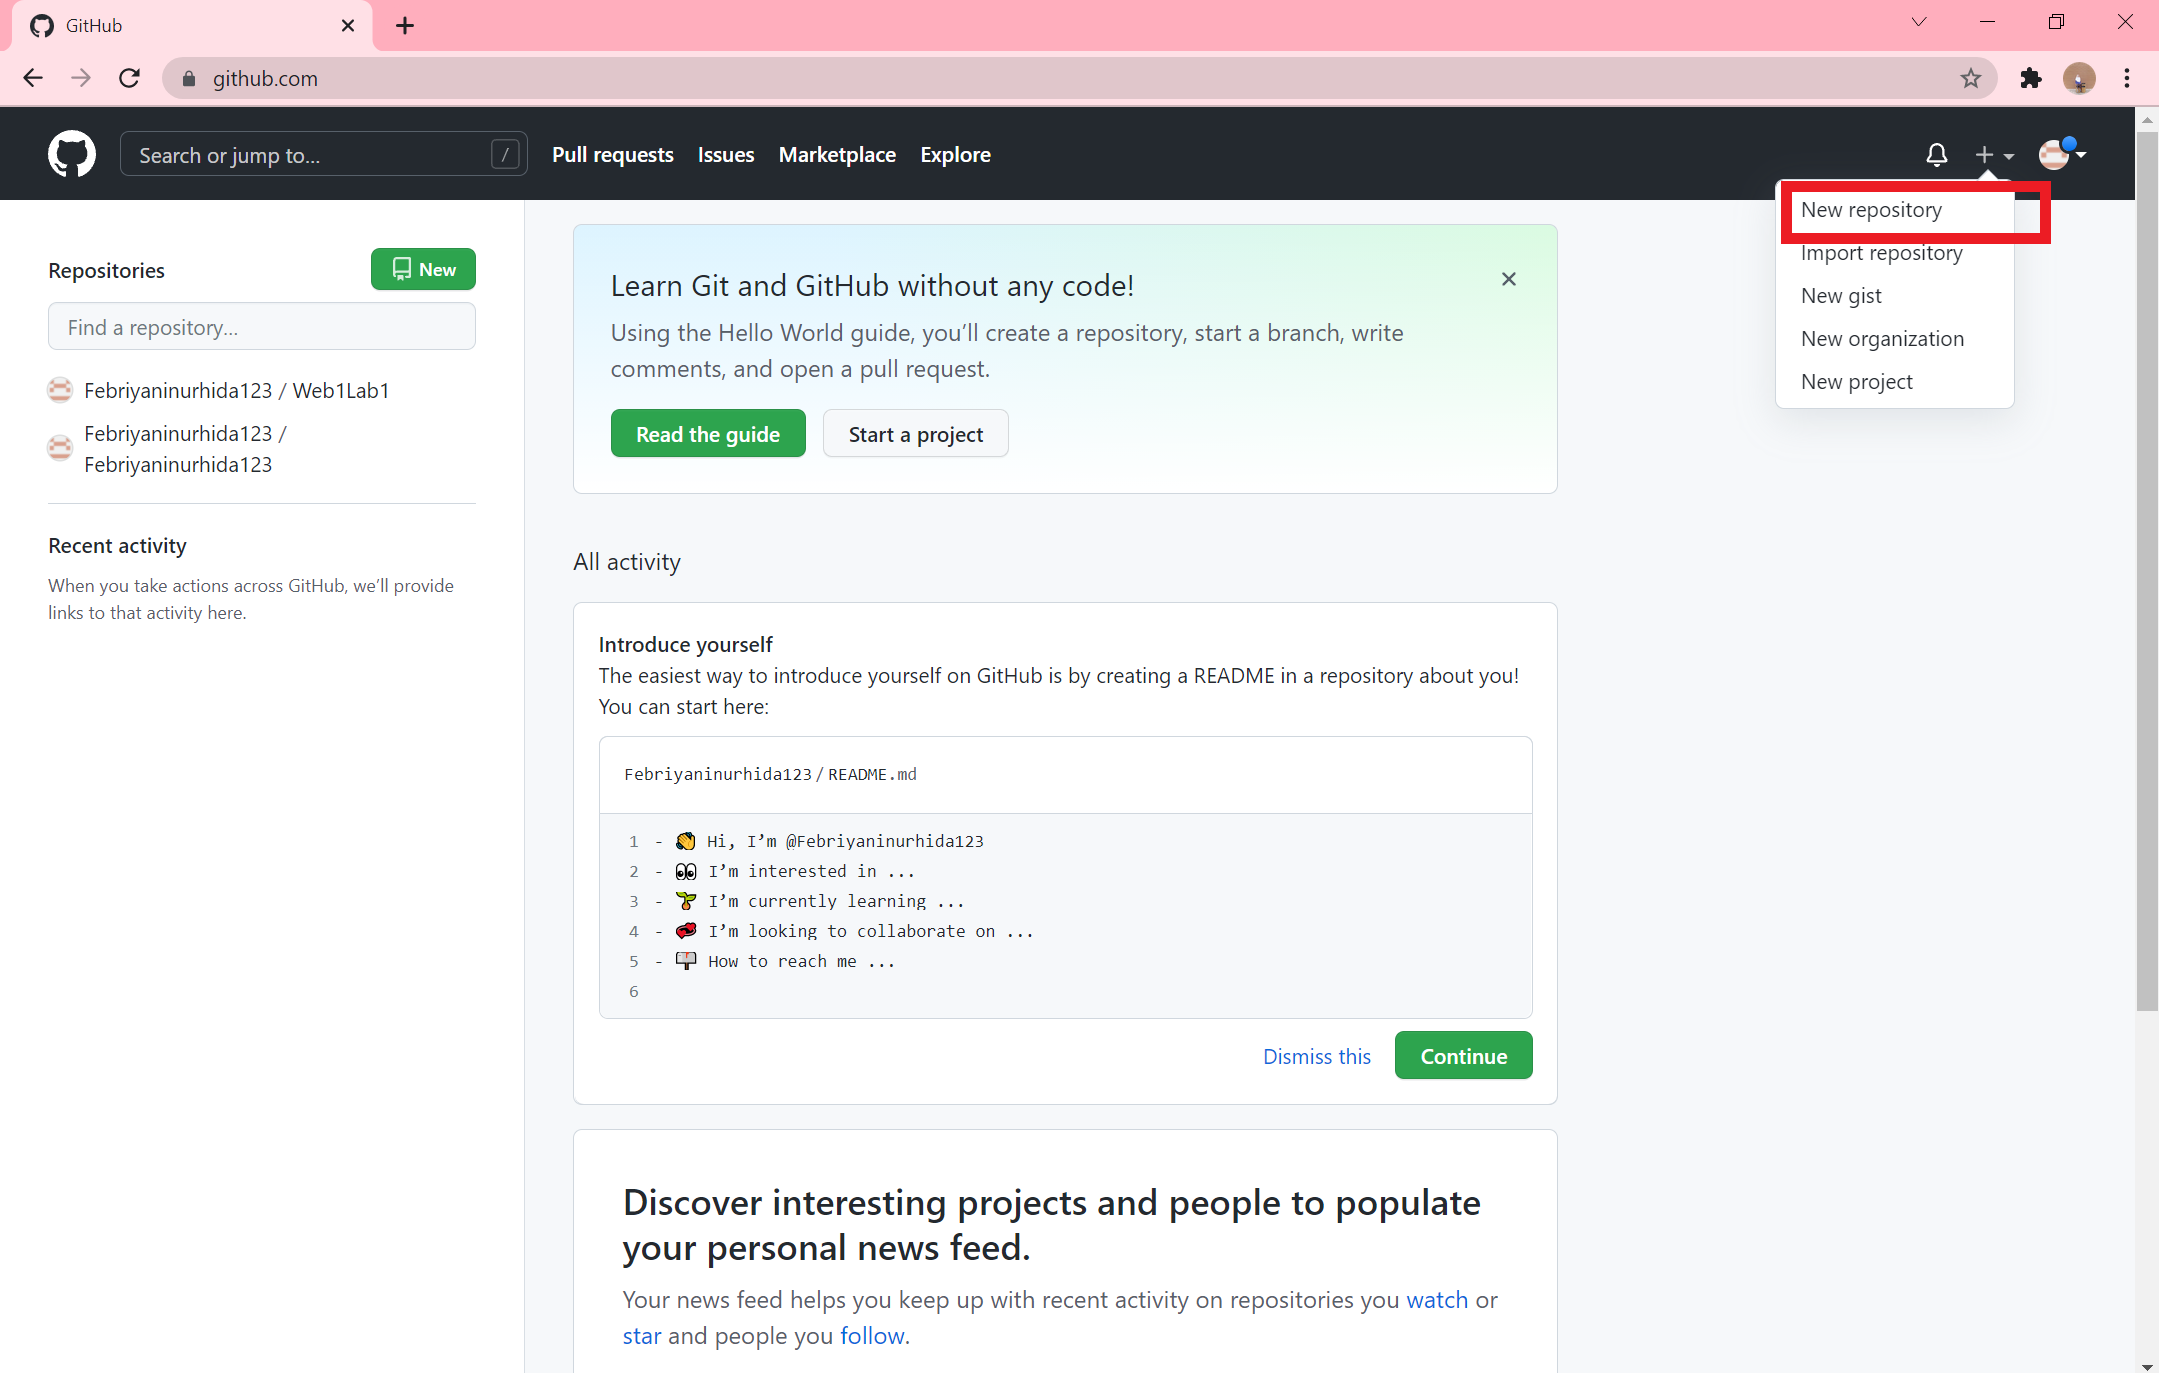 GitHub
github.com
Search or jump to...
/
Pull requests
Issues
Marketplace
Explore
New repository
Import repository
New gist
New organization
New project
Repositories
New
Find a repository...
Febriyaninurhida123 / Web1Lab1
Febriyaninurhida123 /
Febriyaninurhida123
Recent activity
When you take actions across GitHub, we’ll provide
links to that activity here.
Learn Git and GitHub without any code!
Using the Hello World guide, you’ll create a repository, start a branch, write
comments, and open a pull request.
Read the guide
Start a project
All activity
Introduce yourself
The easiest way to introduce yourself on GitHub is by creating a README in a repository about you!
You can start here:
Febriyaninurhida123/README.md
1 - 👋 Hi, I’m @Febriyaninurhida123
2 - 👀 I’m interested in ...
3 - 🌱 I’m currently learning ...
4 - 💞️ I’m looking to collaborate on ...
5 - 📫 How to reach me ...
6
Dismiss this
Continue
Discover interesting projects and people to populate
your personal news feed.
Your news feed helps you keep up with recent activity on repositories you watch or
star and people you follow.